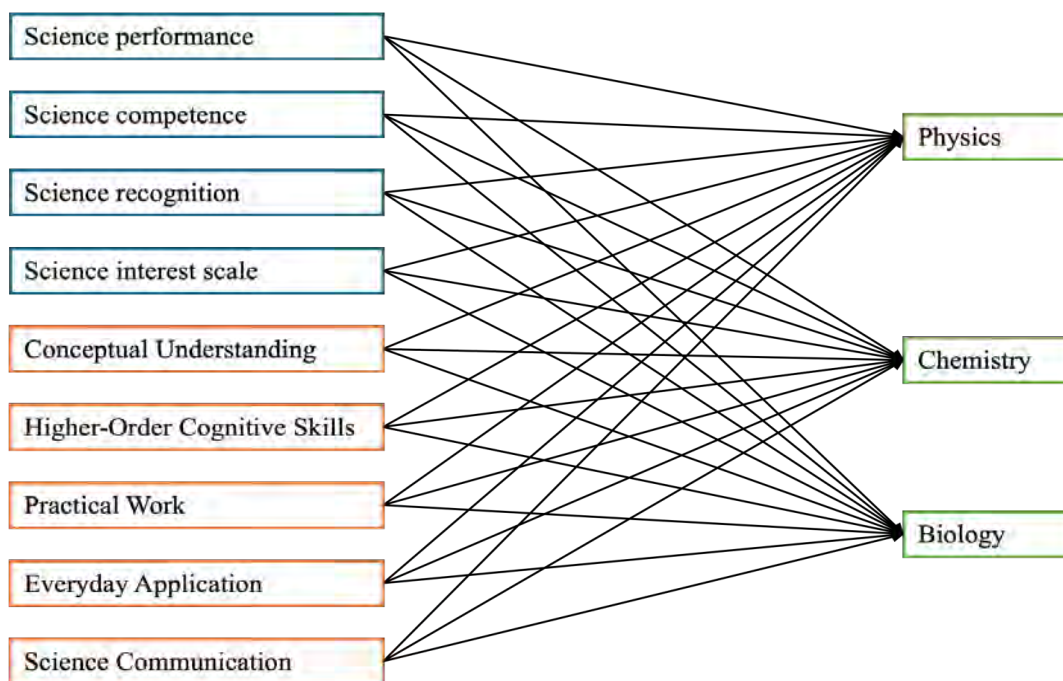 Science performance
Science competence
Science recognition
Science interest scale
Conceptual Understanding
Higher-Order Cognitive Skills
Practical Work
Everyday Application
Science Communication
Physics
Chemistry
Biology